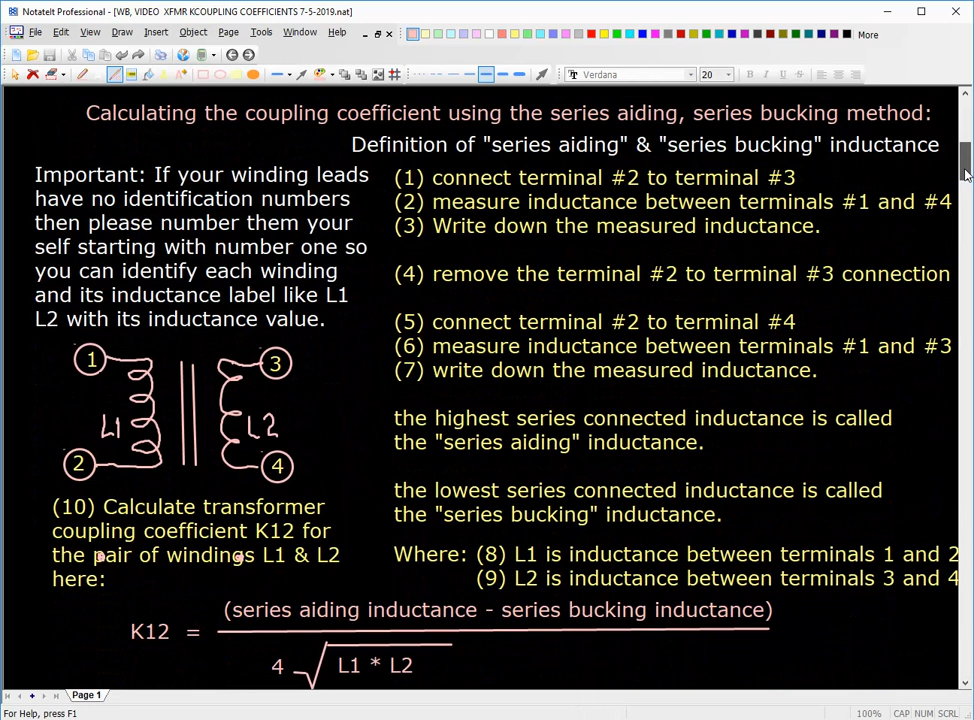 NotateIt Professional - [WB, VIDEO XFMR KCOUPLING COEFFICIENTS 7-5-2019.nat]
File Edit View Draw Insert Object Page Tools Window Help
More
Verdana 20 B I U S
Calculating the coupling coefficient using the series aiding, series bucking method:
Definition of "series aiding" & "series bucking" inductance
Important: If your winding leads
have no identification numbers
then please number them your
self starting with number one so
you can identify each winding
and its inductance label like L1
L2 with its inductance value.
(1) connect terminal #2 to terminal #3
(2) measure inductance between terminals #1 and #4
(3) Write down the measured inductance.
(4) remove the terminal #2 to terminal #3 connection
(5) connect terminal #2 to terminal #4
(6) measure inductance between terminals #1 and #3
(7) write down the measured inductance.
the highest series connected inductance is called
the "series aiding" inductance.
the lowest series connected inductance is called
the "series bucking" inductance.
1 3
L1 L2
2 4
(10) Calculate transformer
coupling coefficient K12 for
the pair of windings L1 & L2
here:
Where: (8) L1 is inductance between terminals 1 and 2
(9) L2 is inductance between terminals 3 and 4
(series aiding inductance - series bucking inductance)
K12 =
4 √ L1 * L2
Page 1
For Help, press F1
100% CAP NUM SCRL